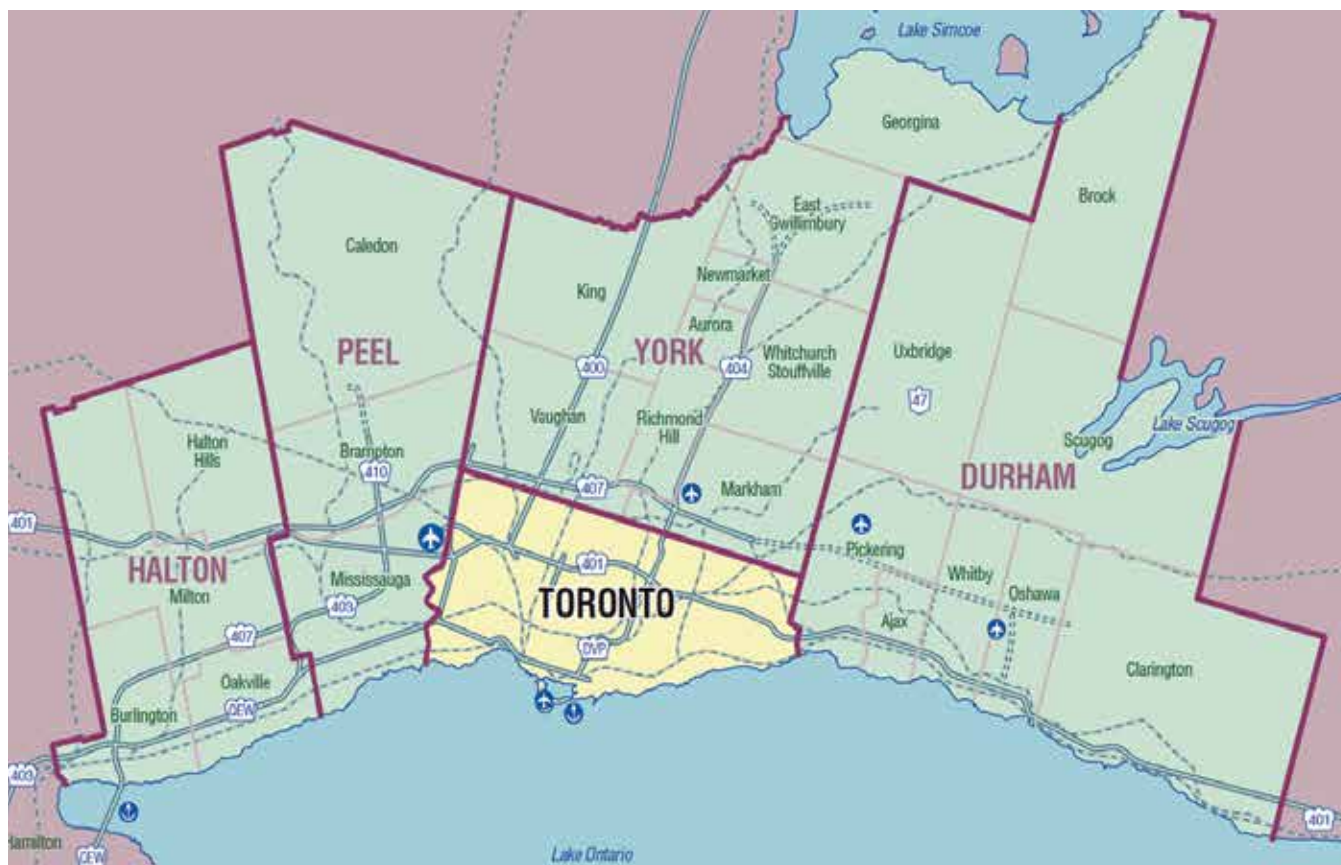 Lake Simcoe
Georgina
Brock
East
Gwillimbury
Caledon
Newmarket
King
Aurora
PEEL
YORK
Whitchurch
Stouffville
Uxbridge
400
404
47
Vaughan
Richmond
Hill
Lake Scugog
Scugog
Halton
Hills
Brampton
410
DURHAM
407
Markham
401
Pickering
HALTON
Milton
Mississauga
401
Whitby
Oshawa
403
TORONTO
Ajax
407
DVP
Clarington
Oakville
QEW
Burlington
403
401
Hamilton
QEW
Lake Ontario